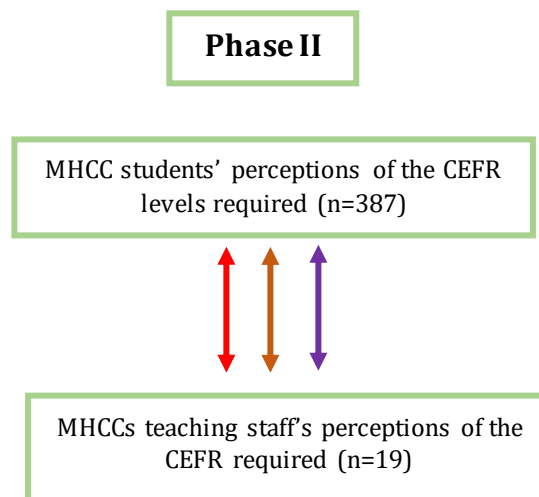 Phase II
MHCC students’ perceptions of the CEFR
levels required (n=387)
MHCCs teaching staff’s perceptions of the
CEFR required (n=19)